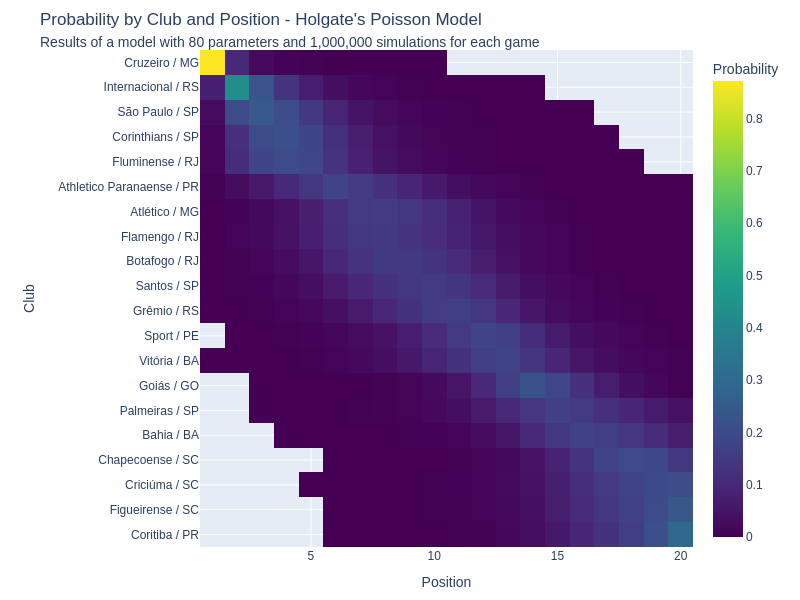 Probability by Club and Position - Holgate's Poisson Model
Results of a model with 80 parameters and 1,000,000 simulations for each game
Probability
Cruzeiro / MG
Internacional / RS
São Paulo / SP
Corinthians / SP
Fluminense / RJ
Athletico Paranaense / PR
Atlético / MG
Flamengo / RJ
Botafogo / RJ
Santos / SP
Grêmio / RS
Sport / PE
Vitória / BA
Goiás / GO
Palmeiras / SP
Bahia / BA
Chapecoense / SC
Criciúma / SC
Figueirense / SC
Coritiba / PR
Club
5 10 15 20
Position
0.8
0.7
0.6
0.5
0.4
0.3
0.2
0.1
0